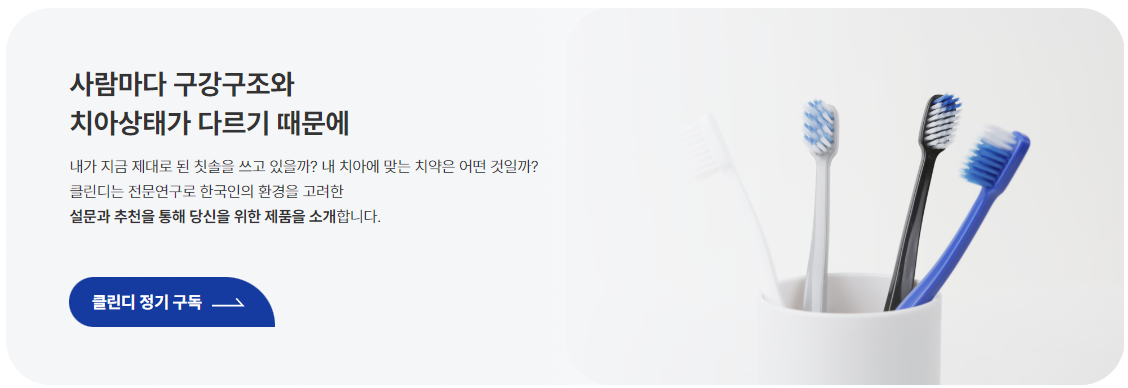 사람마다 구강구조와
치아상태가 다르기 때문에
내가 지금 제대로 된 칫솔을 쓰고 있을까? 내 치아에 맞는 치약은 어떤 것일까?
클린디는 전문연구로 한국인의 환경을 고려한
설문과 추천을 통해 당신을 위한 제품을 소개합니다.
클린디 정기 구독